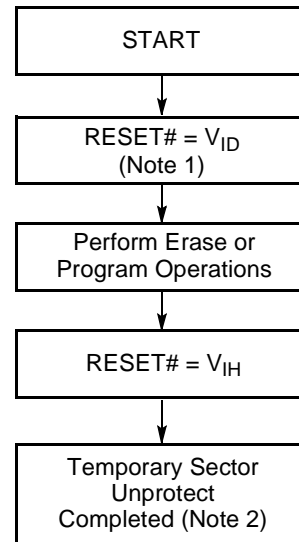 START
RESET# = VID
(Note 1)
Perform Erase or
Program Operations
RESET# = VIH
Temporary Sector
Unprotect
Completed (Note 2)